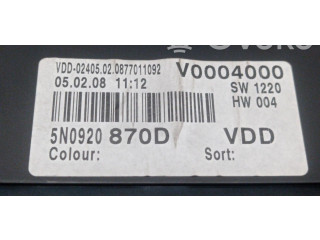 VDD-02405.02.0877011092 V0004000
05.02.08 11:12 SW 1220
HW 004
5N0920 870D VDD
Colour: Sort: